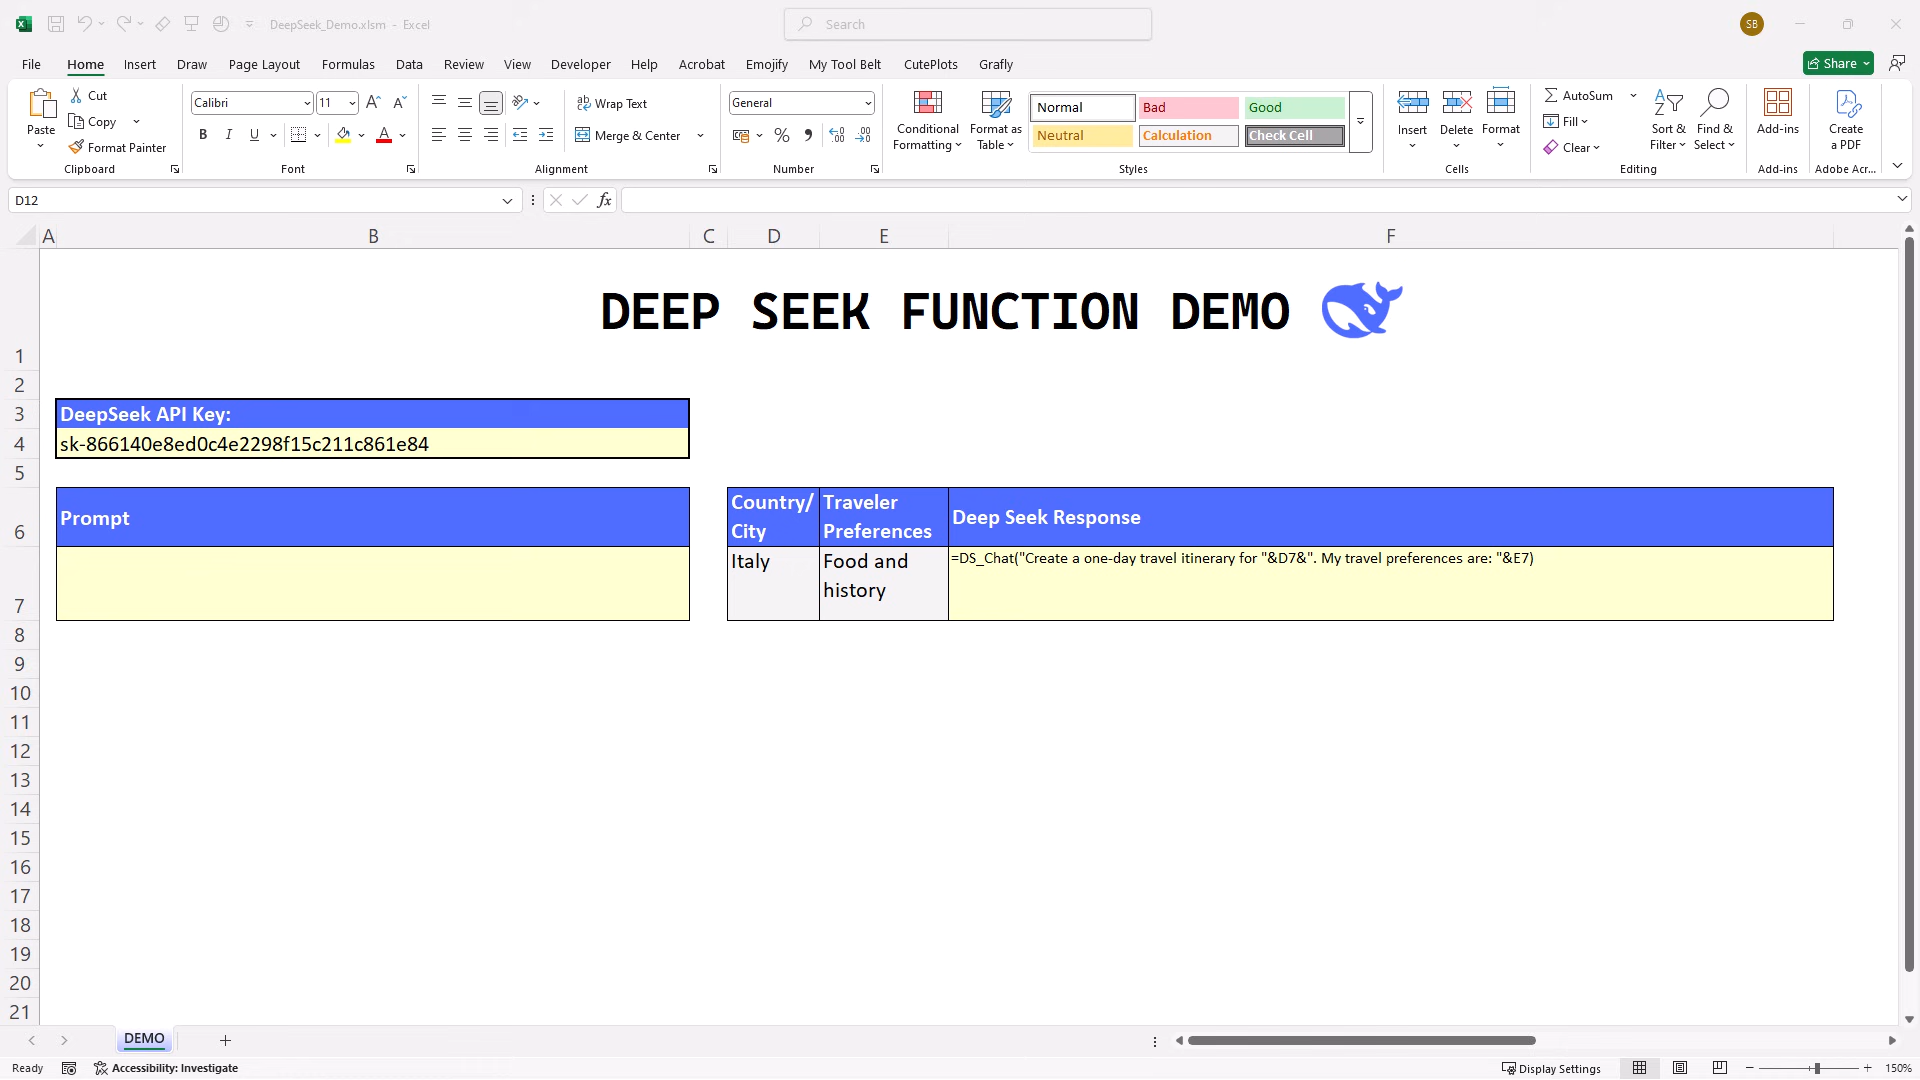 DeepSeek_Demo.xlsm - Excel
Search
SB
File Home Insert Draw Page Layout Formulas Data Review View Developer Help Acrobat Emojify My Tool Belt CutePlots Grafly
Share
Paste
Cut
Copy
Format Painter
Clipboard
Calibri
11
B I U
Font
Wrap Text
Merge & Center
Alignment
General
Number
Conditional Formatting
Format as Table
Normal Bad Good
Neutral Calculation Check Cell
Styles
Insert Delete Format
Cells
AutoSum
Fill
Clear
Sort & Filter
Find & Select
Editing
Add-ins
Add-ins
Create a PDF
Adobe Acr...
D12
fx
A B C D E F
DEEP SEEK FUNCTION DEMO
1
2
3
DeepSeek API Key:
4
sk-866140e8ed0c4e2298f15c211c861e84
5
6
Prompt
Country/
City
Traveler
Preferences
Deep Seek Response
7
Italy
Food and
history
=DS_Chat("Create a one-day travel itinerary for "&D7&". My travel preferences are: "&E7)
8
9
10
11
12
13
14
15
16
17
18
19
20
21
DEMO
Ready
Accessibility: Investigate
Display Settings
150%